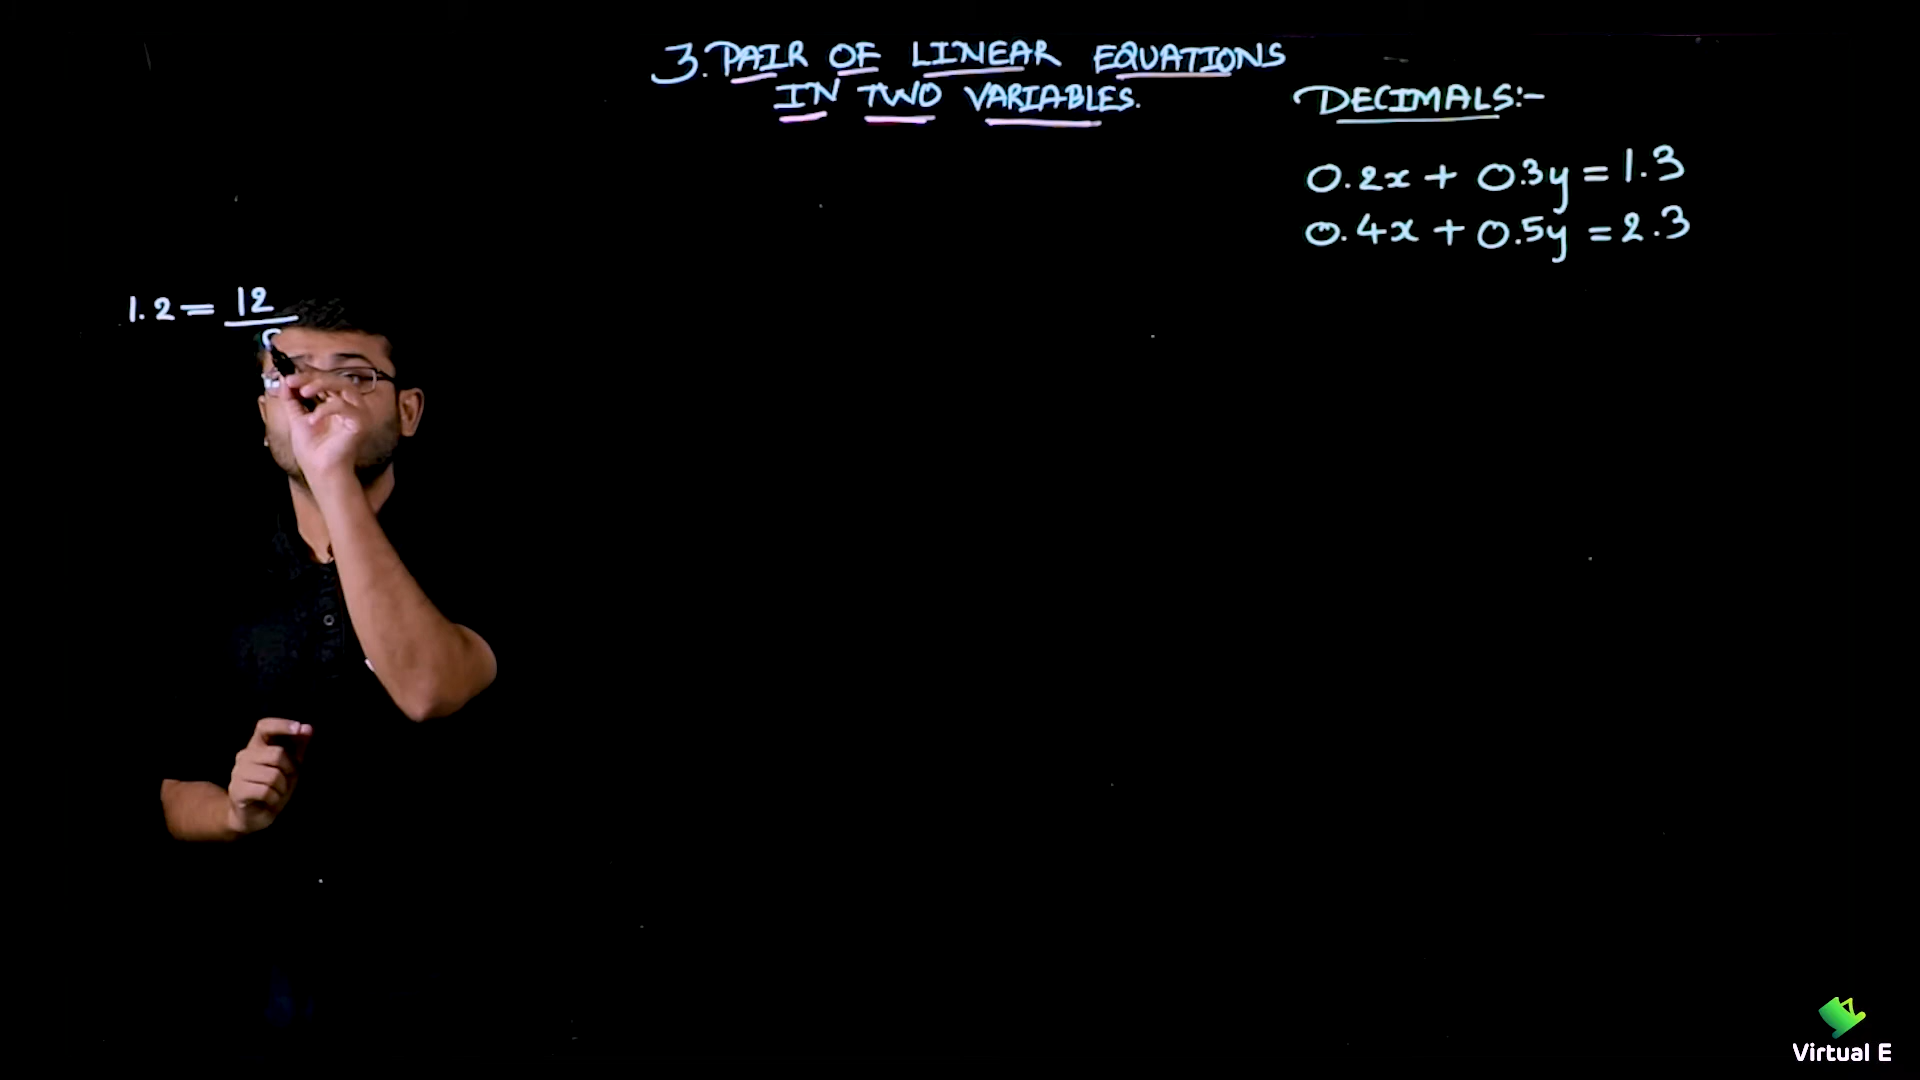 3. PAIR OF LINEAR EQUATIONS
IN TWO VARIABLES.
DECIMALS:-
0.2x + 0.3y = 1.3
0.4x + 0.5y = 2.3
1.2 = 12
Virtual E